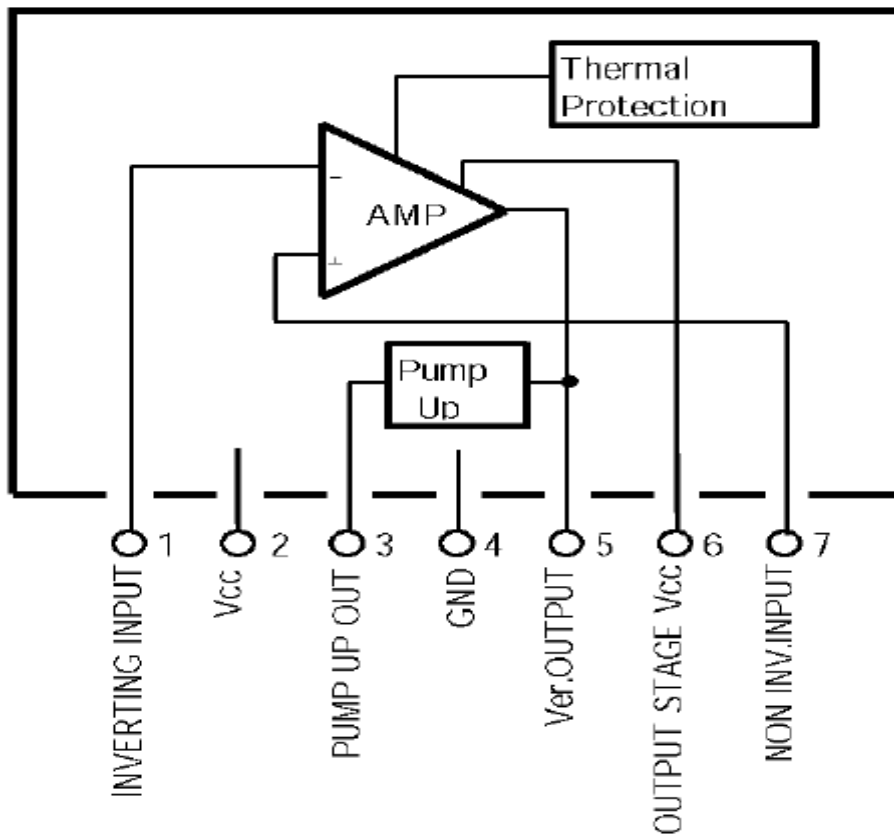 Thermal
Protection
-
AMP
+
Pump
Up
1
2
3
4
5
6
7
INVERTING INPUT
Vcc
PUMP UP OUT
GND
Ver.OUTPUT
OUTPUT STAGE Vcc
NON INV.INPUT